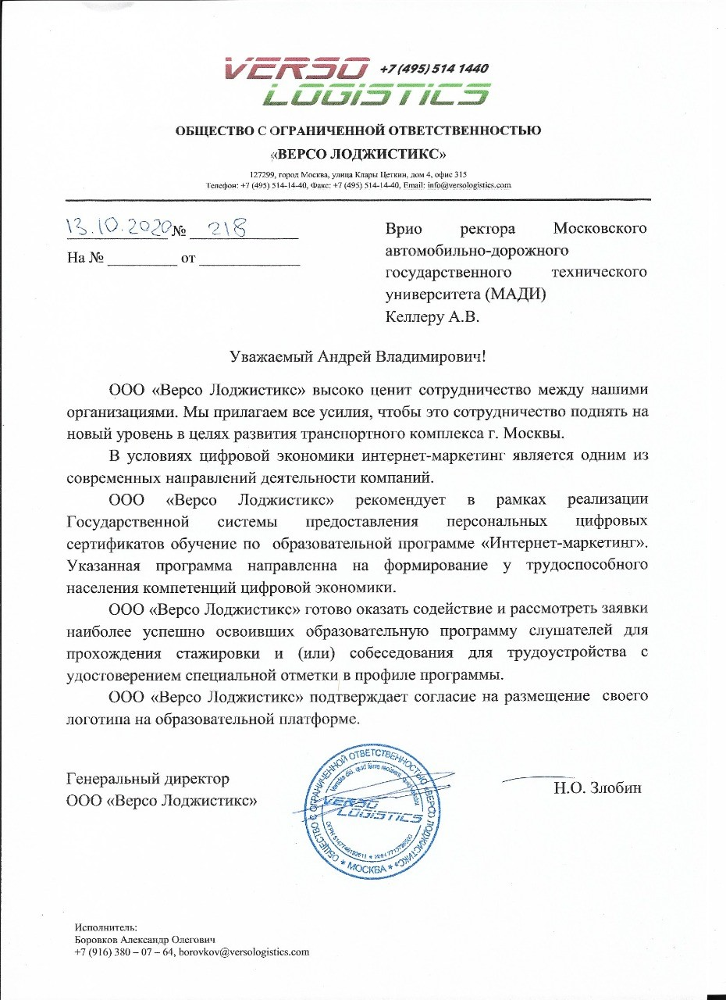 VERSO +7 (495) 514 1440
LOGISTICS
ОБЩЕСТВО С ОГРАНИЧЕННОЙ ОТВЕТСТВЕННОСТЬЮ
«ВЕРСО ЛОДЖИСТИКС»
127299, город Москва, улица Клары Цеткин, дом 4, офис 315
Телефон: +7 (495) 514-14-40, Факс: +7 (495) 514-14-40, Email: info@versologistics.com
13.10.2020 № 218
На № __________ от ______________
Врио ректора Московского
автомобильно-дорожного
государственного технического
университета (МАДИ)
Келлеру А.В.
Уважаемый Андрей Владимирович!
ООО «Версо Лоджистикс» высоко ценит сотрудничество между нашими
организациями. Мы прилагаем все усилия, чтобы это сотрудничество поднять на
новый уровень в целях развития транспортного комплекса г. Москвы.
В условиях цифровой экономики интернет-маркетинг является одним из
современных направлений деятельности компаний.
ООО «Версо Лоджистикс» рекомендует в рамках реализации
Государственной системы предоставления персональных цифровых
сертификатов обучение по образовательной программе «Интернет-маркетинг».
Указанная программа направленна на формирование у трудоспособного
населения компетенций цифровой экономики.
ООО «Версо Лоджистикс» готово оказать содействие и рассмотреть заявки
наиболее успешно освоивших образовательную программу слушателей для
прохождения стажировки и (или) собеседования для трудоустройства с
удостоверением специальной отметки в профиле программы.
ООО «Версо Лоджистикс» подтверждает согласие на размещение своего
логотипа на образовательной платформе.
Генеральный директор
ООО «Версо Лоджистикс»
ОБЩЕСТВО С ОГРАНИЧЕННОЙ ОТВЕТСТВЕННОСТЬЮ «ВЕРСО ЛОДЖИСТИКС»
VERSO
LOGISTICS
* МОСКВА *
Н.О. Злобин
Исполнитель:
Боровков Александр Олегович
+7 (916) 380 – 07 – 64, borovkov@versologistics.com